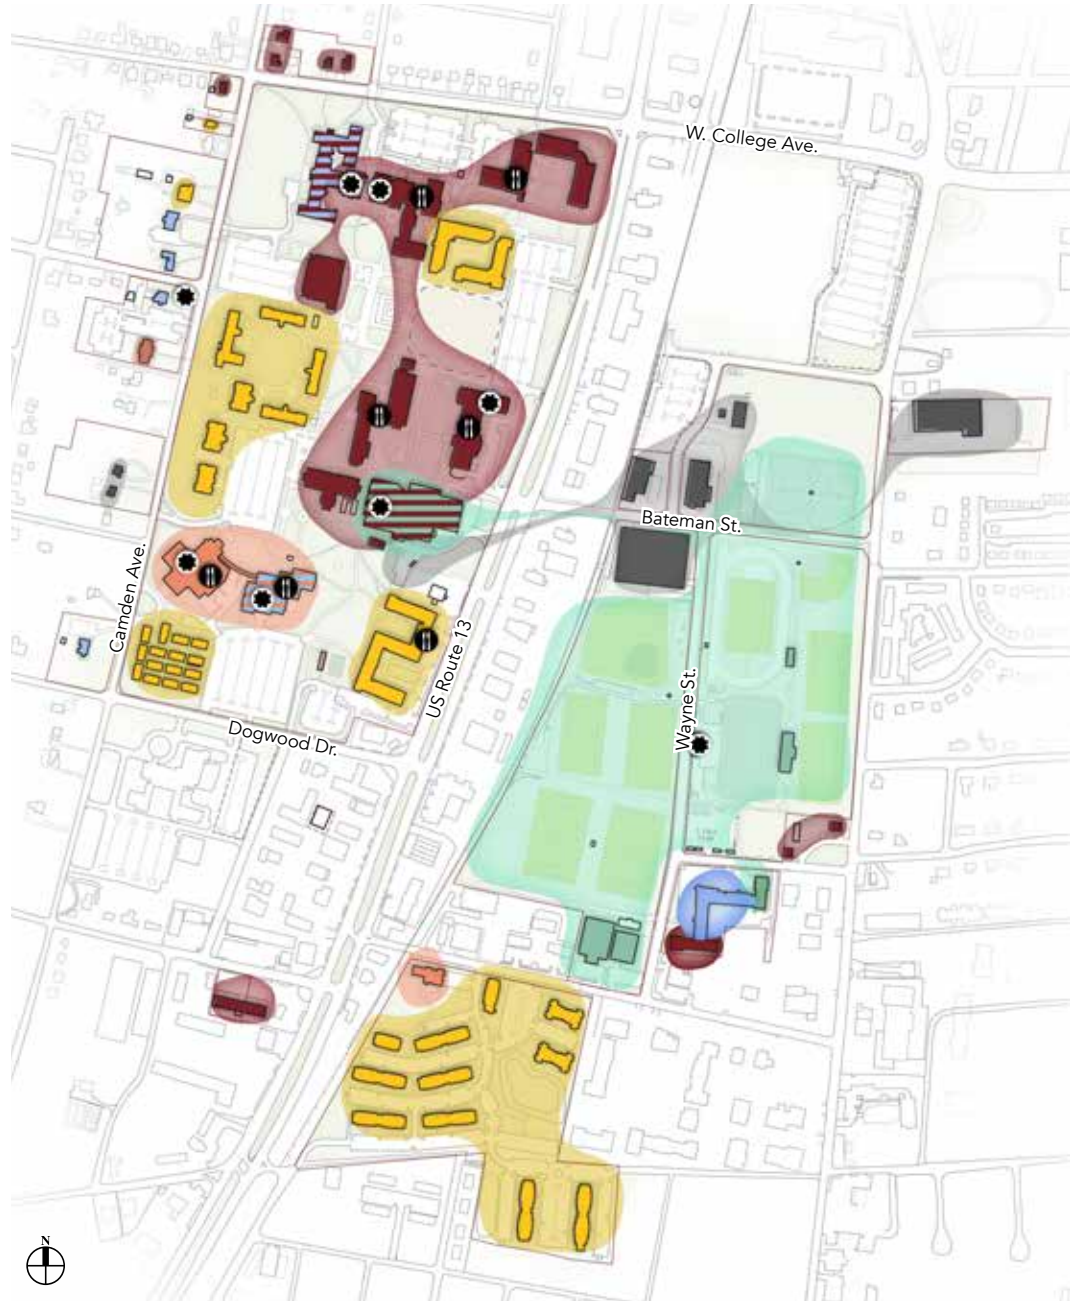 W. College Ave.
Bateman St.
Camden Ave.
US Route 13
Wayne St.
Dogwood Dr.
N